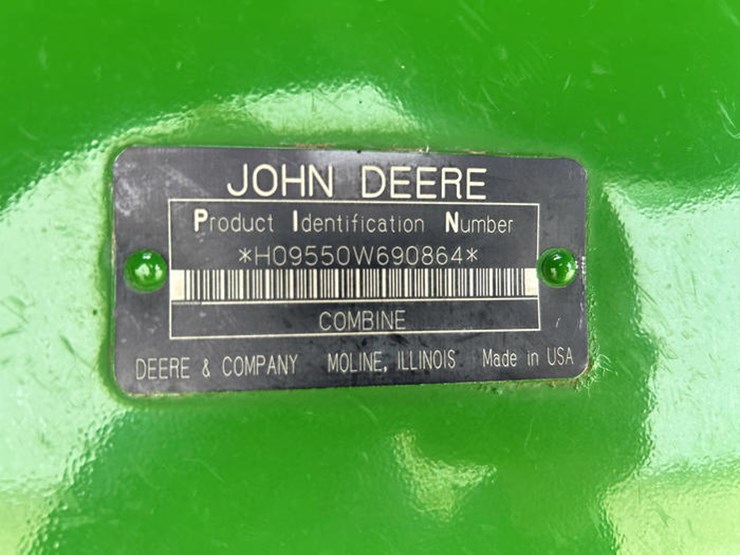 JOHN DEERE
Product Identification Number
*H09550W690864*
COMBINE
DEERE & COMPANY MOLINE, ILLINOIS Made in USA